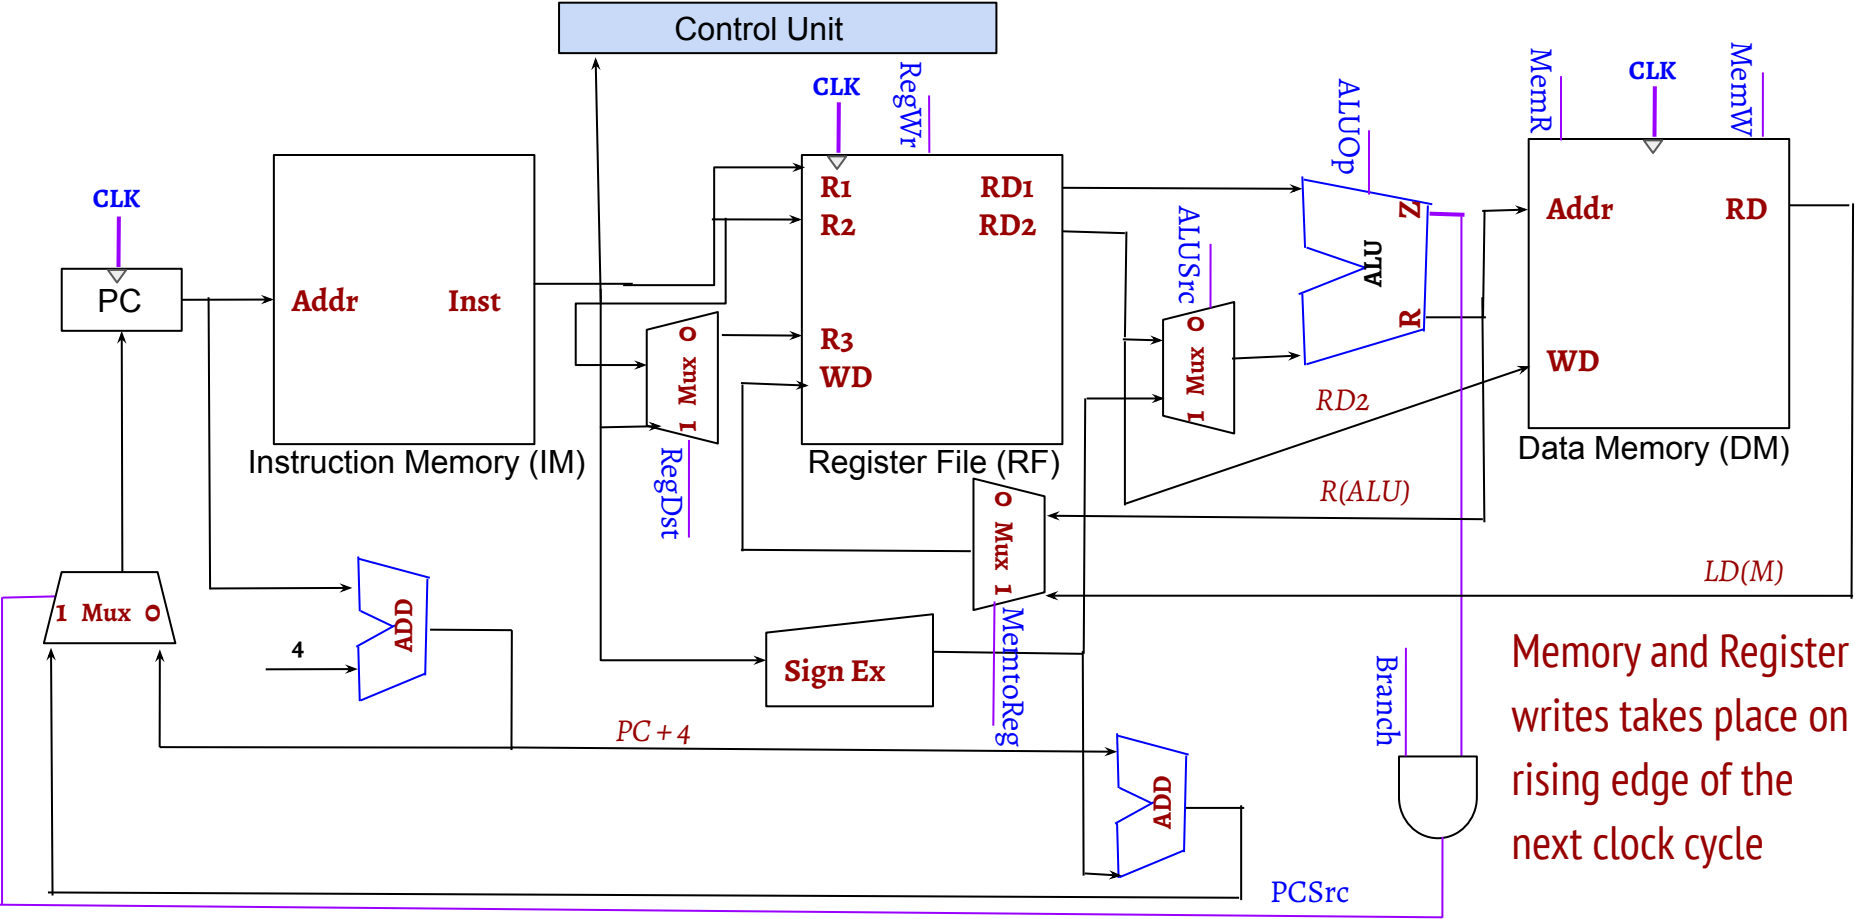 Control Unit
CLK
RegWr
ALUOp
MemR
CLK
MemW
CLK
R1
RD1
R2
RD2
ALUSrc
Z
ALU
R
Addr
RD
PC
Addr
Inst
0 Mux 1
R3
WD
0 Mux 1
WD
RD2
Instruction Memory (IM)
Register File (RF)
Data Memory (DM)
RegDst
0 Mux 1
R(ALU)
LD(M)
1 Mux 0
ADD
4
Sign Ex
MemtoReg
Branch
PC + 4
ADD
PCSrc
Memory and Register
writes takes place on
rising edge of the
next clock cycle